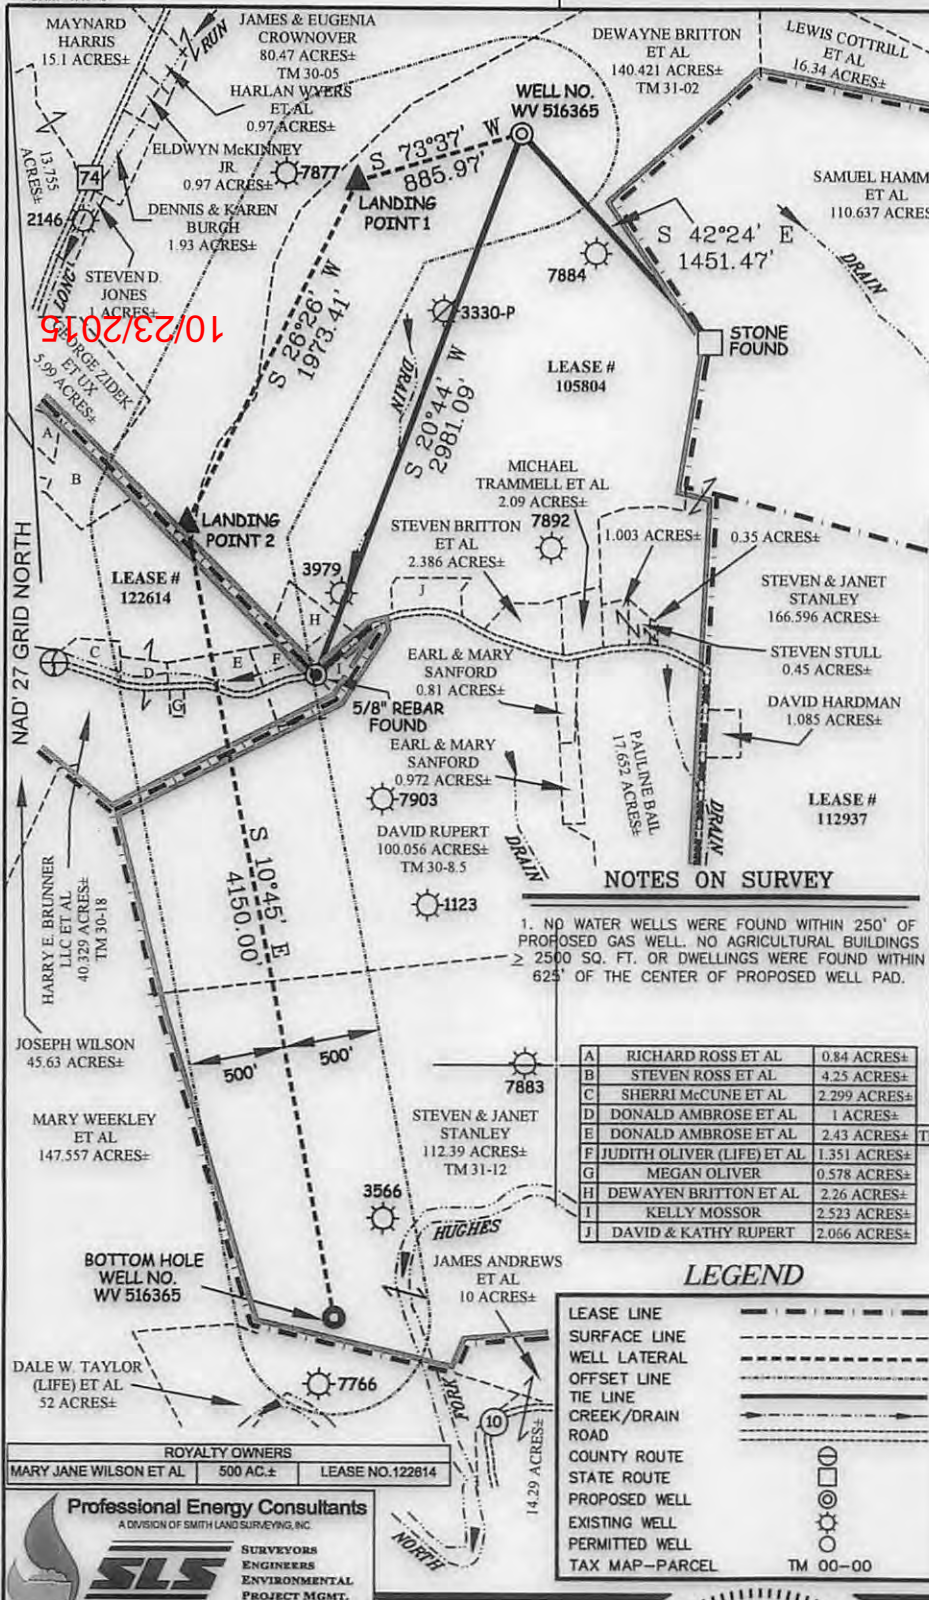 MAYNARD
HARRIS
15.1 ACRES±
RUN
JAMES & EUGENIA
CROWNOVER
80.47 ACRES±
TM 30-05
HARLAN WYERS
ET AL
0.97 ACRES±
ELDWYN McKINNEY
JR.
0.97 ACRES±
DENNIS & KAREN
BURGH
1.93 ACRES±
13.755
ACRES±
74
2146
LONG
STEVEN D.
JONES
1 ACRES±
10/23/2015
GEORGE ZIDEK
ET UX
5.99 ACRES±
7877
LANDING
POINT 1
S 73°37' W
885.97'
WELL NO.
WV 516365
DEWAYNE BRITTON
ET AL
140.421 ACRES±
TM 31-02
LEWIS COTTRILL
ET AL
16.34 ACRES±
SAMUEL HAMM
ET AL
110.637 ACRES
DRAIN
S 42°24' E
1451.47'
7884
3330-P
STONE
FOUND
LEASE #
105804
S 26°26' W
1973.41'
DRAIN
S 20°44' W
2981.09'
A
B
LANDING
POINT 2
LEASE #
122614
NAD' 27 GRID NORTH
3979
MICHAEL
TRAMMELL ET AL
2.09 ACRES±
7892
STEVEN BRITTON
ET AL
2.386 ACRES±
1.003 ACRES±
0.35 ACRES±
STEVEN & JANET
STANLEY
166.596 ACRES±
STEVEN STULL
0.45 ACRES±
DAVID HARDMAN
1.085 ACRES±
C
D
E
F
G
H
I
J
EARL & MARY
SANFORD
0.81 ACRES±
5/8" REBAR
FOUND
EARL & MARY
SANFORD
0.972 ACRES±
PAULINE BAIL
17.652 ACRES±
DRAIN
LEASE #
112937
7903
DAVID RUPERT
100.056 ACRES±
TM 30-8.5
DRAIN
1123
HARRY E. BRUNNER
LLC ET AL
40.329 ACRES±
TM 30-18
S 10°45' E
4150.00'
JOSEPH WILSON
45.63 ACRES±
500'
500'
NOTES ON SURVEY
1. NO WATER WELLS WERE FOUND WITHIN 250' OF
PROPOSED GAS WELL. NO AGRICULTURAL BUILDINGS
≥ 2500 SQ. FT. OR DWELLINGS WERE FOUND WITHIN
625' OF THE CENTER OF PROPOSED WELL PAD.
7883
A RICHARD ROSS ET AL 0.84 ACRES±
B STEVEN ROSS ET AL 4.25 ACRES±
C SHERRI McCUNE ET AL 2.299 ACRES±
D DONALD AMBROSE ET AL 1 ACRES±
E DONALD AMBROSE ET AL 2.43 ACRES± T
F JUDITH OLIVER (LIFE) ET AL 1.351 ACRES±
G MEGAN OLIVER 0.578 ACRES±
H DEWAYEN BRITTON ET AL 2.26 ACRES±
I KELLY MOSSOR 2.523 ACRES±
J DAVID & KATHY RUPERT 2.066 ACRES±
MARY WEEKLEY
ET AL
147.557 ACRES±
STEVEN & JANET
STANLEY
112.39 ACRES±
TM 31-12
3566
HUGHES
BOTTOM HOLE
WELL NO.
WV 516365
JAMES ANDREWS
ET AL
10 ACRES±
DALE W. TAYLOR
(LIFE) ET AL
52 ACRES±
7766
FORK
10
14.29 ACRES±
NORTH
LEGEND
LEASE LINE
SURFACE LINE
WELL LATERAL
OFFSET LINE
TIE LINE
CREEK/DRAIN
ROAD
COUNTY ROUTE
STATE ROUTE
PROPOSED WELL
EXISTING WELL
PERMITTED WELL
TAX MAP-PARCEL TM 00-00
ROYALTY OWNERS
MARY JANE WILSON ET AL 500 AC.± LEASE NO.122614
Professional Energy Consultants
A DIVISION OF SMITH LAND SURVEYING, INC.
SLS
SURVEYORS
ENGINEERS
ENVIRONMENTAL
PROJECT MGMT.